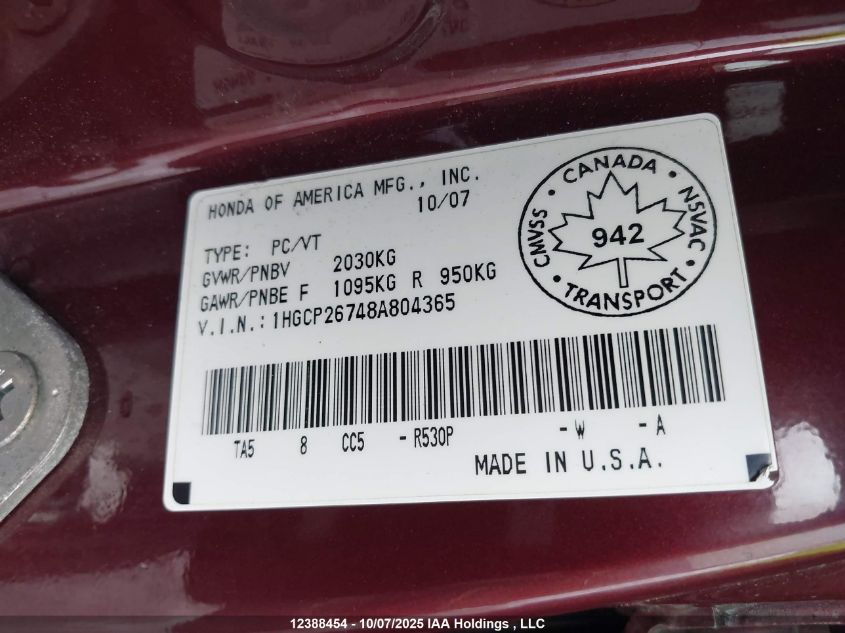 HONDA OF AMERICA MFG., INC.
10/07
TYPE: PC/VT
GVWR/PNBV 2030KG
GAWR/PNBE F 1095KG R 950KG
V.I.N.: 1HGCP26748A804365
CANADA
CMVSS
NSVAC
942
TRANSPORT
TA5 8 CC5 -R530P -W -A
MADE IN U.S.A.
12388454 - 10/07/2025 IAA Holdings , LLC